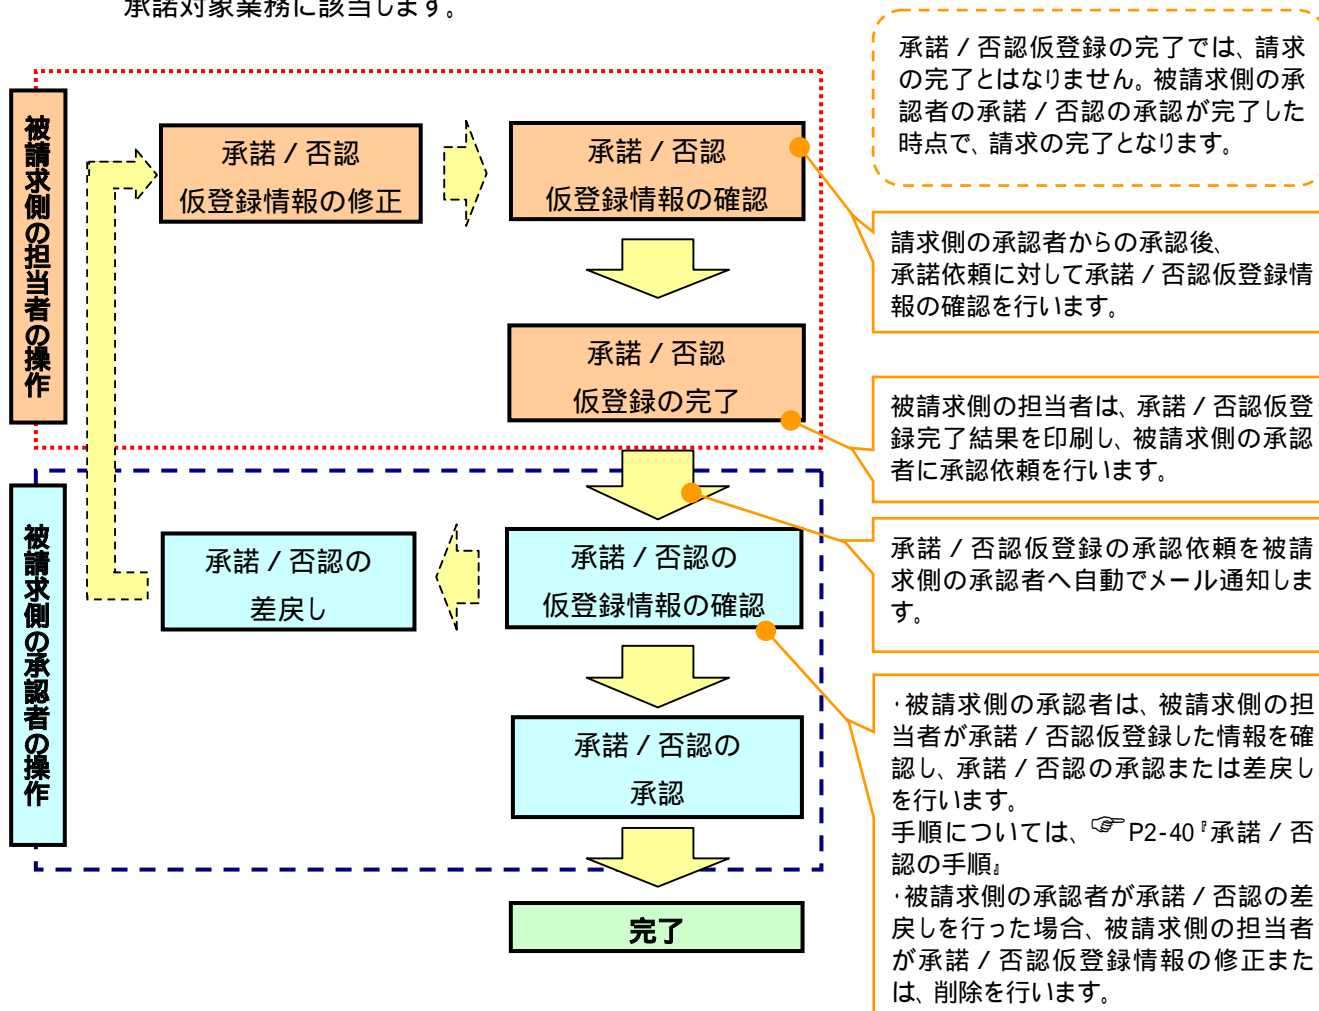 承諾対象業務に該当します。
承諾／否認仮登録の完了では、請求
の完了とはなりません。被請求側の承
認者の承諾／否認の承認が完了した
時点で、請求の完了となります。
被請求側の担当者の操作
承諾／否認
仮登録情報の修正
承諾／否認
仮登録情報の確認
請求側の承認者からの承認後、
承諾依頼に対して承諾／否認仮登録情
報の確認を行います。
承諾／否認
仮登録の完了
被請求側の担当者は、承諾／否認仮登
録完了結果を印刷し、被請求側の承認
者に承認依頼を行います。
被請求側の承認者の操作
承諾／否認の
差戻し
承諾／否認の
仮登録情報の確認
承諾／否認仮登録の承認依頼を被請
求側の承認者へ自動でメール通知しま
す。
承諾／否認の
承認
・被請求側の承認者は、被請求側の担
当者が承諾／否認仮登録した情報を確
認し、承諾／否認の承認または差戻し
を行います。
手順については、☞P2-40『承諾／否
認の手順』
・被請求側の承認者が承諾／否認の差
戻しを行った場合、被請求側の担当者
が承諾／否認仮登録情報の修正また
は、削除を行います。
完了